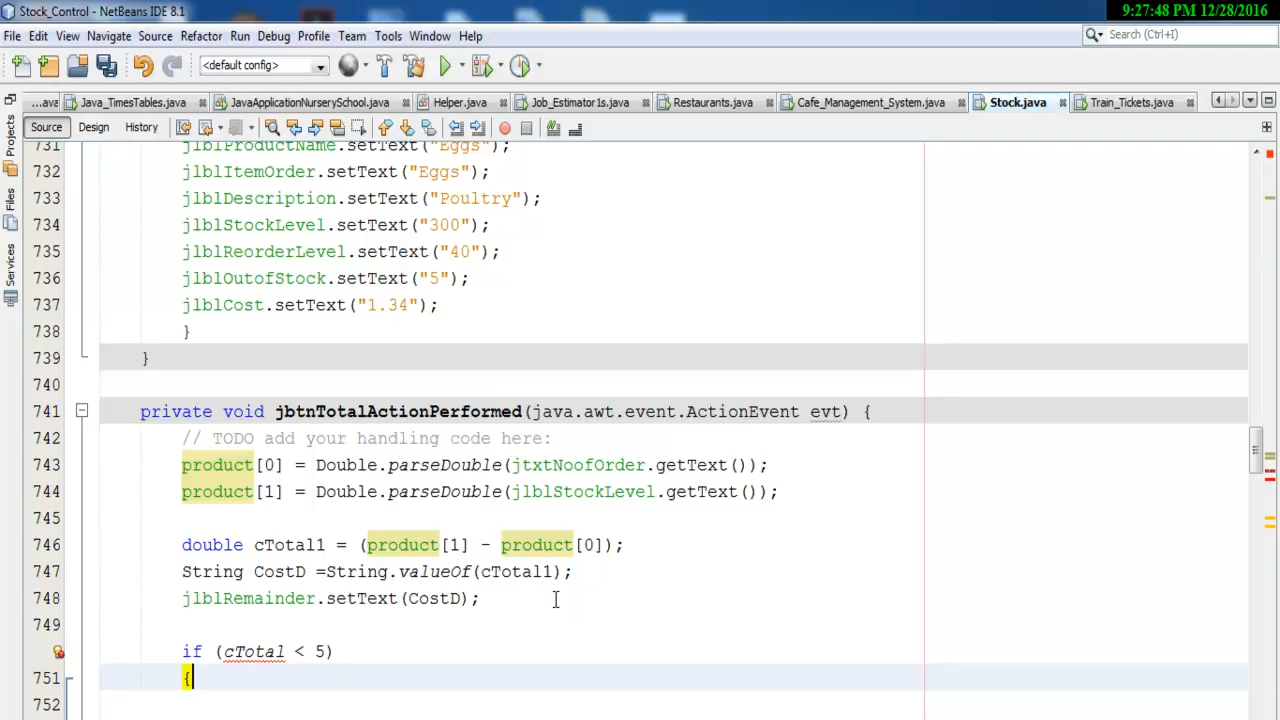 Stock_Control - NetBeans IDE 8.1
9:27:48 PM 12/28/2016
File Edit View Navigate Source Refactor Run Debug Profile Team Tools Window Help
Search (Ctrl+I)
<default config>
...ava Java_TimesTables.java JavaApplicationNurserySchool.java Helper.java Job_Estimator1s.java Restaurants.java Cafe_Management_System.java Stock.java Train_Tickets.java
Source Design History
Projects
Files
Services
731 jlblProductName.setText("Eggs");
732 jlblItemOrder.setText("Eggs");
733 jlblDescription.setText("Poultry");
734 jlblStockLevel.setText("300");
735 jlblReorderLevel.setText("40");
736 jlblOutofStock.setText("5");
737 jlblCost.setText("1.34");
738 }
739 }
740
741 private void jbtnTotalActionPerformed(java.awt.event.ActionEvent evt) {
742 // TODO add your handling code here:
743 product[0] = Double.parseDouble(jtxtNoofOrder.getText());
744 product[1] = Double.parseDouble(jlblStockLevel.getText());
745
746 double cTotal1 = (product[1] - product[0]);
747 String CostD =String.valueOf(cTotal1);
748 jlblRemainder.setText(CostD);
749
if (cTotal < 5)
751 {
752